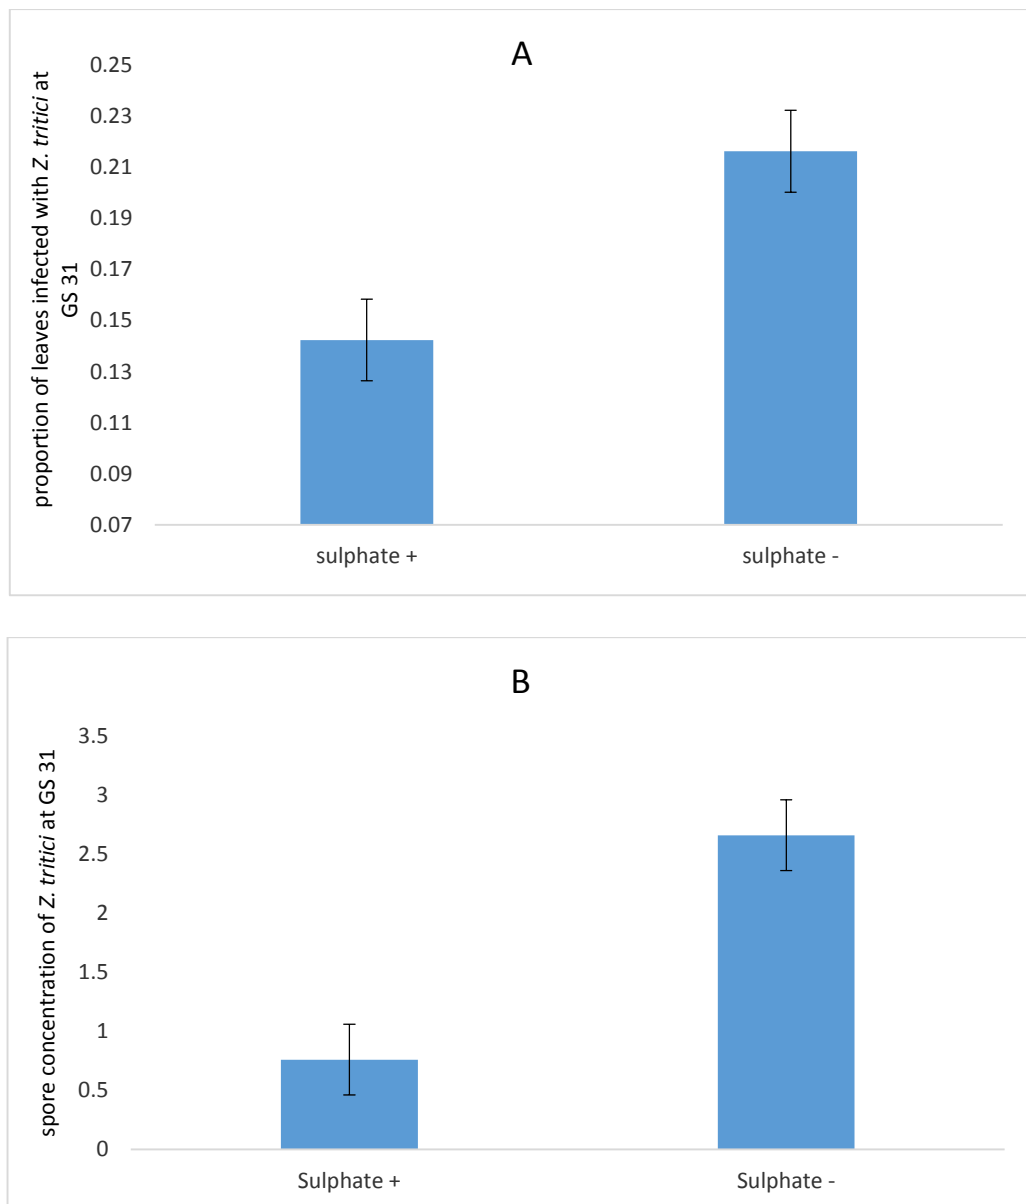 A
proportion of leaves infected with Z. tritici at
GS 31
0.25
0.23
0.21
0.19
0.17
0.15
0.13
0.11
0.09
0.07
sulphate +
sulphate -
B
spore concentration of Z. tritici at GS 31
3.5
3
2.5
2
1.5
1
0.5
0
Sulphate +
Sulphate -